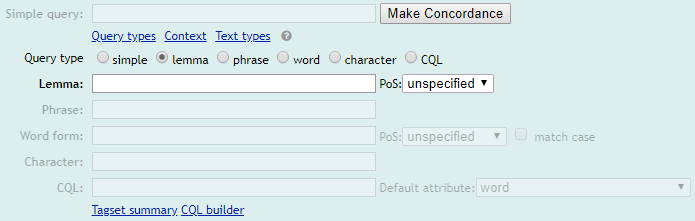 Simple query: Make Concordance
Query types Context Text types ?
Query type simple lemma phrase word character CQL
Lemma: PoS: unspecified
Phrase:
Word form: PoS: unspecified match case
Character:
CQL: Default attribute: word
Tagset summary CQL builder